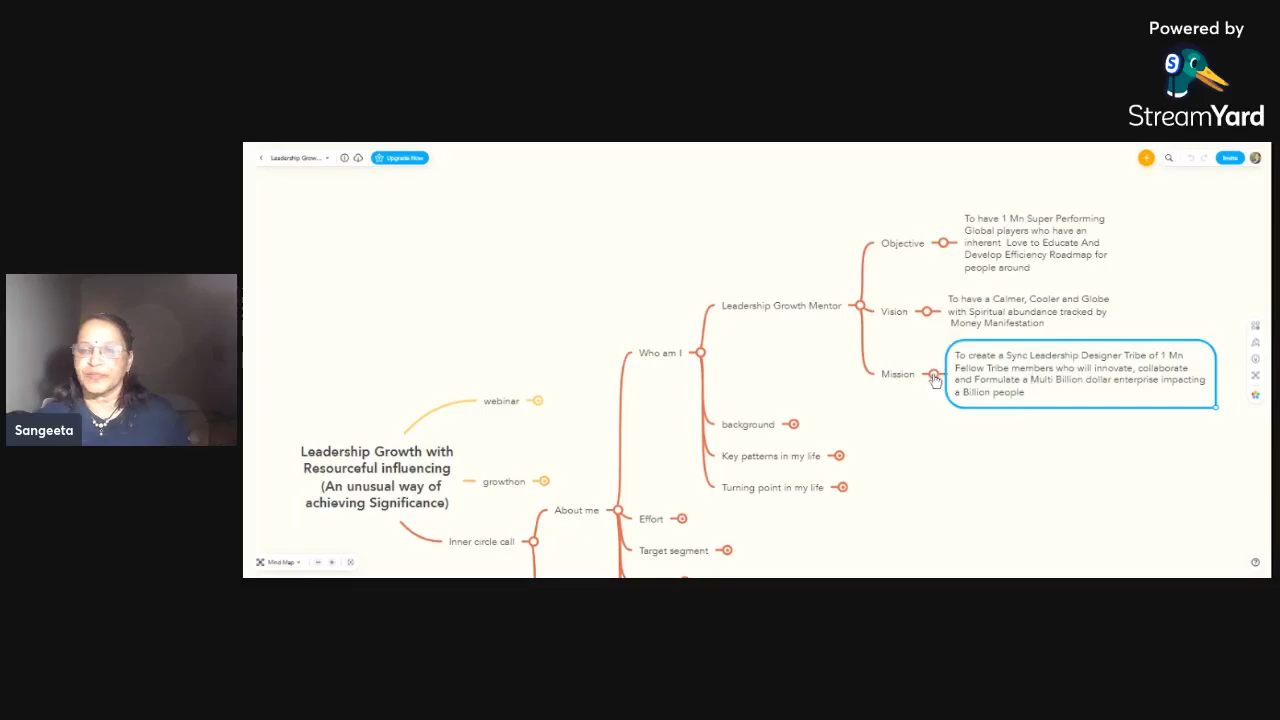 Powered by
StreamYard
Leadership Grow...
Upgrade Now
Invite
To have 1 Mn Super Performing
Global players who have an
inherent Love to Educate And
Develop Efficiency Roadmap for
people around
Objective
Leadership Growth Mentor
To have a Calmer, Cooler and Globe
with Spiritual abundance tracked by
Money Manifestation
Vision
Who am I
To create a Sync Leadership Designer Tribe of 1 Mn
Fellow Tribe members who will innovate, collaborate
and Formulate a Multi Billion dollar enterprise impacting
a Billion people
Mission
webinar
background
Sangeeta
Leadership Growth with
Resourceful influencing
(An unusual way of
achieving Significance)
Key patterns in my life
growthon
Turning point in my life
About me
Effort
Inner circle call
Target segment
Mind Map